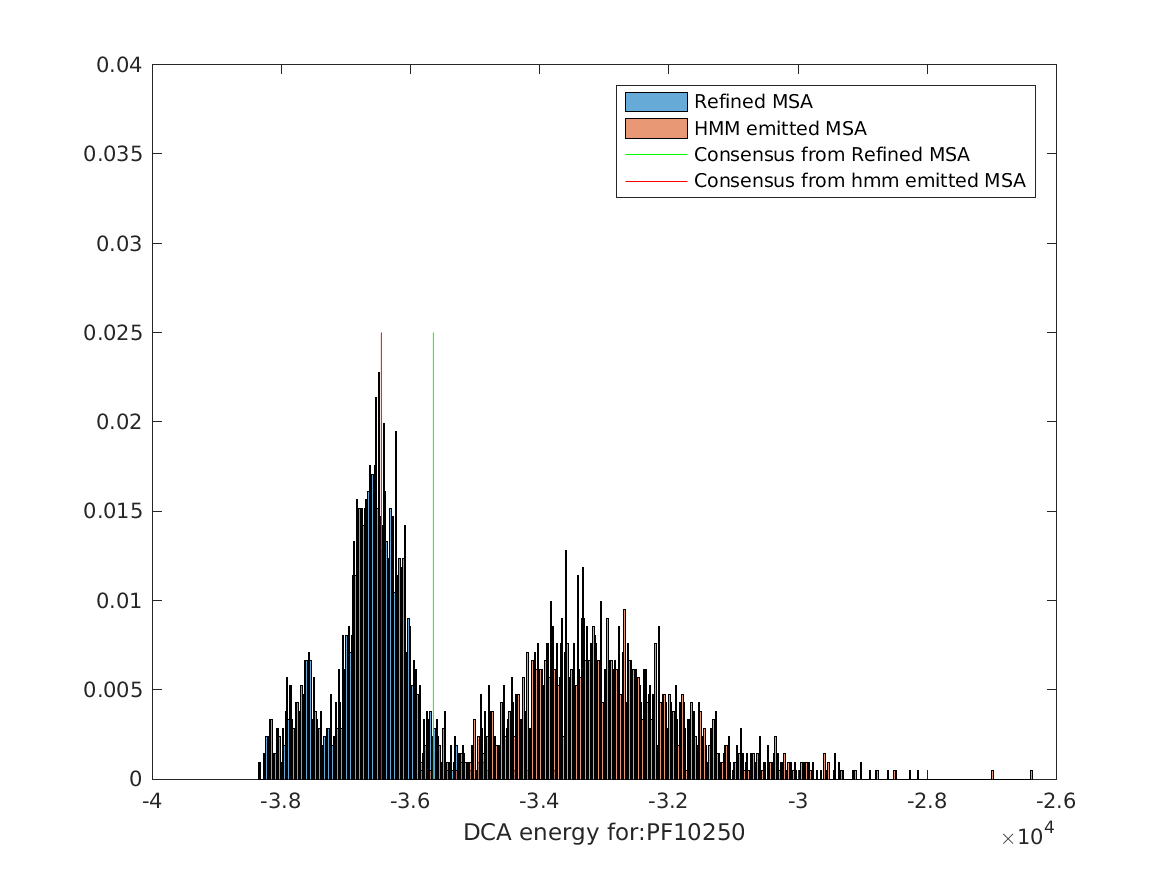 0.04
0.035
0.03
0.025
0.02
0.015
0.01
0.005
0
Refined MSA
HMM emitted MSA
Consensus from Refined MSA
Consensus from hmm emitted MSA
-4 -3.8 -3.6 -3.4 -3.2 -3 -2.8 -2.6
DCA energy for:PF10250
×10⁴